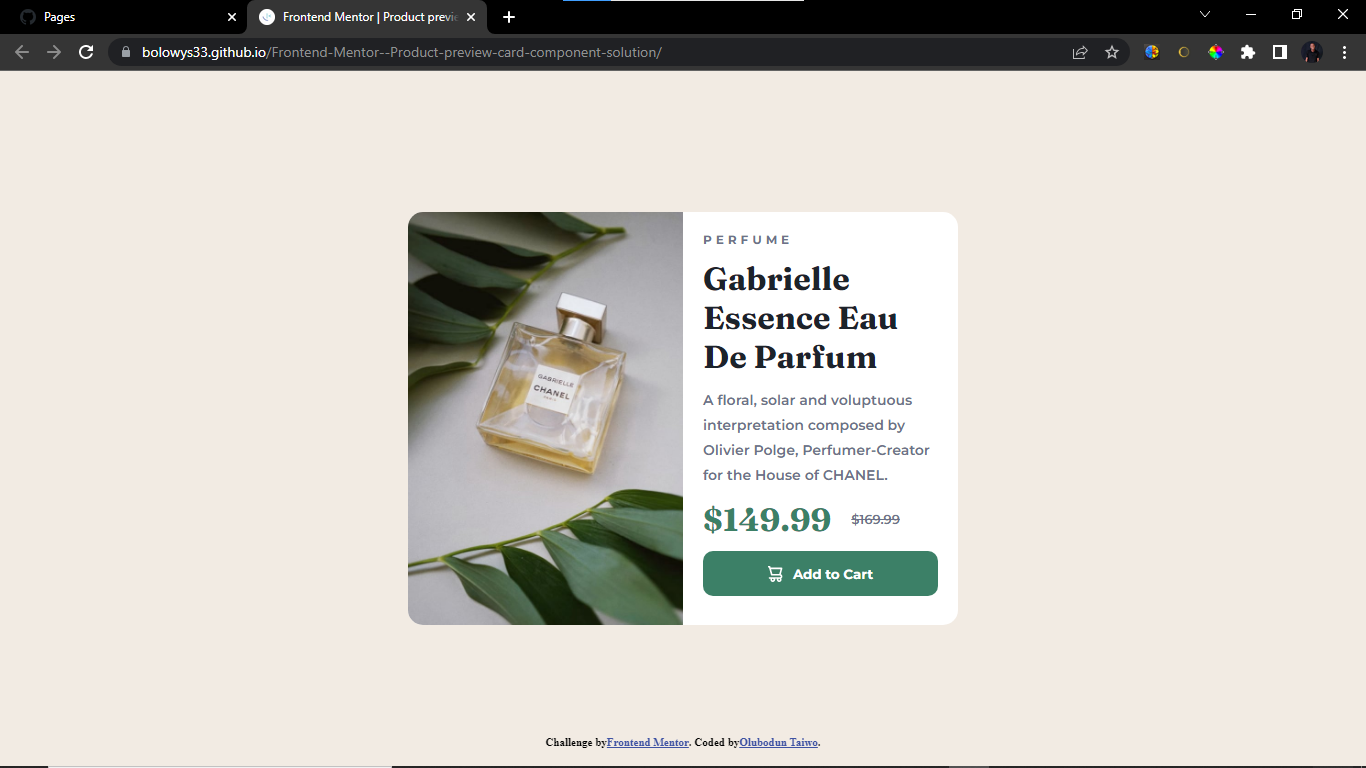 Pages
Frontend Mentor | Product previe
bolowys33.github.io/Frontend-Mentor--Product-preview-card-component-solution/
GABRIELLE
CHANEL
PARIS
PERFUME
Gabrielle
Essence Eau
De Parfum
A floral, solar and voluptuous
interpretation composed by
Olivier Polge, Perfumer-Creator
for the House of CHANEL.
$149.99 $169.99
Add to Cart
Challenge byFrontend Mentor. Coded byOlubodun Taiwo.